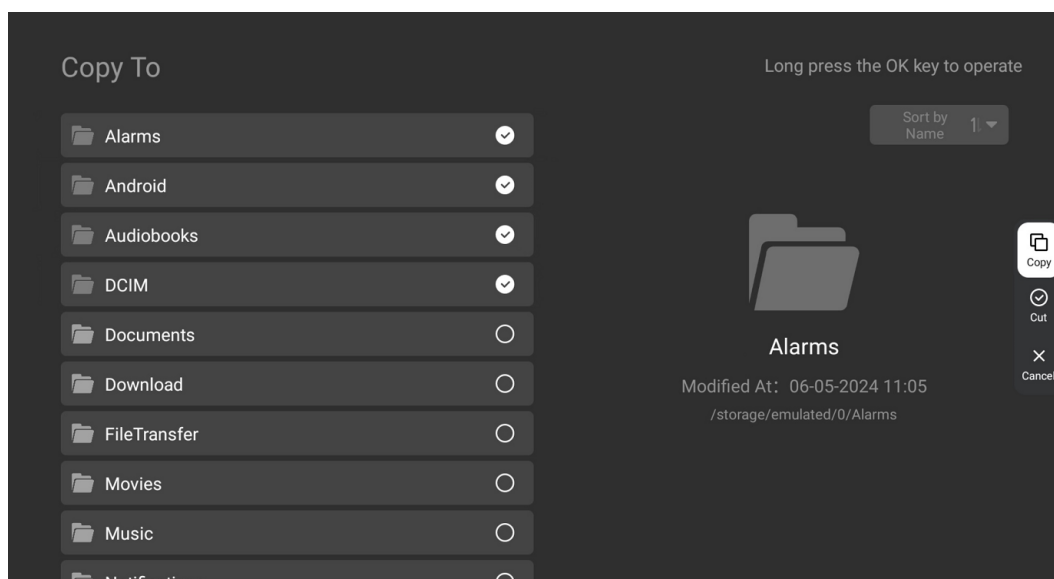 Copy To
Long press the OK key to operate
Sort by
Name
Alarms
Android
Audiobooks
DCIM
Documents
Download
FileTransfer
Movies
Music
Alarms
Modified At: 06-05-2024 11:05
/storage/emulated/0/Alarms
Copy
Cut
Cancel